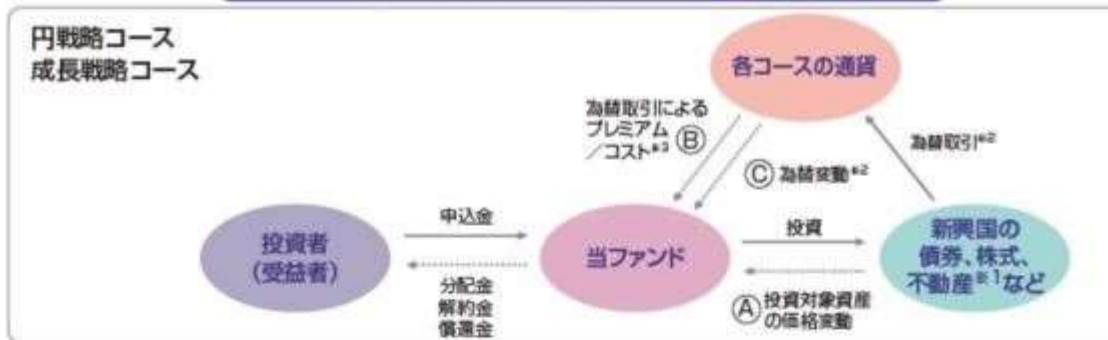 円戦略コース
成長戦略コース
各コースの通貨
為替取引による
プレミアム
／コスト※3 Ⓑ
為替取引※2
Ⓒ 為替変動※2
投資者
(受益者)
申込金
分配金
解約金
償還金
当ファンド
投資
Ⓐ 投資対象資産
の価格変動
新興国の
債券、株式、
不動産※1など